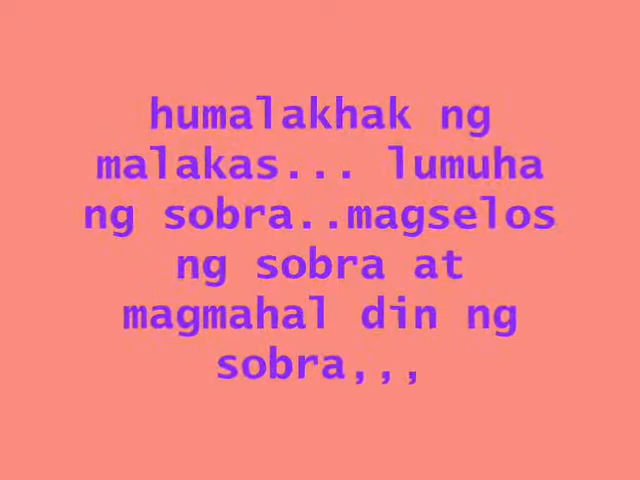 humalakhak ng
malakas... lumuha
ng sobra..magselos
ng sobra at
magmahal din ng
sobra,,,